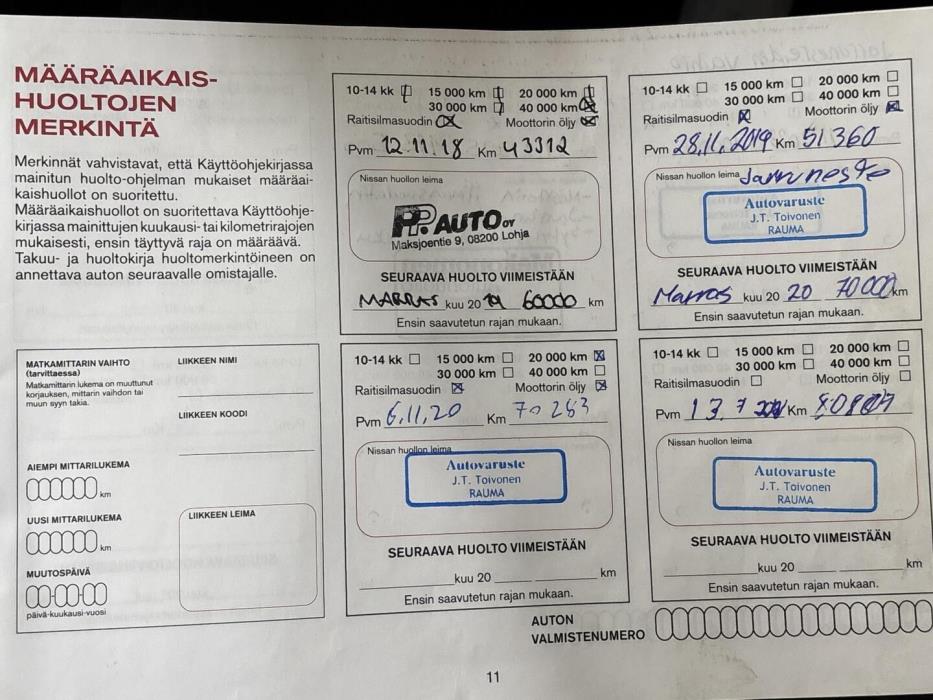 MÄÄRÄAIKAIS-
HUOLTOJEN
MERKINTÄ
Merkinnät vahvistavat, että Käyttöohjekirjassa
mainitun huolto-ohjelman mukaiset määräai-
kaishuollot on suoritettu.
Määräaikaishuollot on suoritettava Käyttöohje-
kirjassa mainittujen kuukausi- tai kilometrirajojen
mukaisesti, ensin täyttyvä raja on määräävä.
Takuu- ja huoltokirja huoltomerkintöineen on
annettava auton seuraavalle omistajalle.
10-14 kk 15 000 km 20 000 km
30 000 km 40 000 km
Raitisilmasuodin Moottorin öljy
Pvm 12.11.18 Km 43312
Nissan huollon leima
PP.AUTO OY
Maksjoentie 9, 08200 Lohja
SEURAAVA HUOLTO VIIMEISTÄÄN
MARRAS kuu 20 19 60000 km
Ensin saavutetun rajan mukaan.
10-14 kk 15 000 km 20 000 km
30 000 km 40 000 km
Raitisilmasuodin Moottorin öljy
Pvm 28.11.2019 Km 51 360
Nissan huollon leima Jarruneste
Autovaruste
J.T. Toivonen
RAUMA
SEURAAVA HUOLTO VIIMEISTÄÄN
Marras kuu 20 20 70 000 km
Ensin saavutetun rajan mukaan.
MATKAMITTARIN VAIHTO
(tarvittaessa)
Matkamittarin lukema on muuttunut
korjauksen, mittarin vaihdon tai
muun syyn takia.
LIIKKEEN NIMI
LIIKKEEN KOODI
AIEMPI MITTARILUKEMA
km
UUSI MITTARILUKEMA
km
MUUTOSPÄIVÄ
päivä-kuukausi-vuosi
LIIKKEEN LEIMA
10-14 kk 15 000 km 20 000 km
30 000 km 40 000 km
Raitisilmasuodin Moottorin öljy
Pvm 6.11.20 Km 70 283
Nissan huollon leima
Autovaruste
J.T. Toivonen
RAUMA
SEURAAVA HUOLTO VIIMEISTÄÄN
kuu 20 km
Ensin saavutetun rajan mukaan.
10-14 kk 15 000 km 20 000 km
30 000 km 40 000 km
Raitisilmasuodin Moottorin öljy
Pvm 13.7 Km
Nissan huollon leima
Autovaruste
J.T. Toivonen
RAUMA
SEURAAVA HUOLTO VIIMEISTÄÄN
kuu 20 km
Ensin saavutetun rajan mukaan.
AUTON
VALMISTENUMERO
11